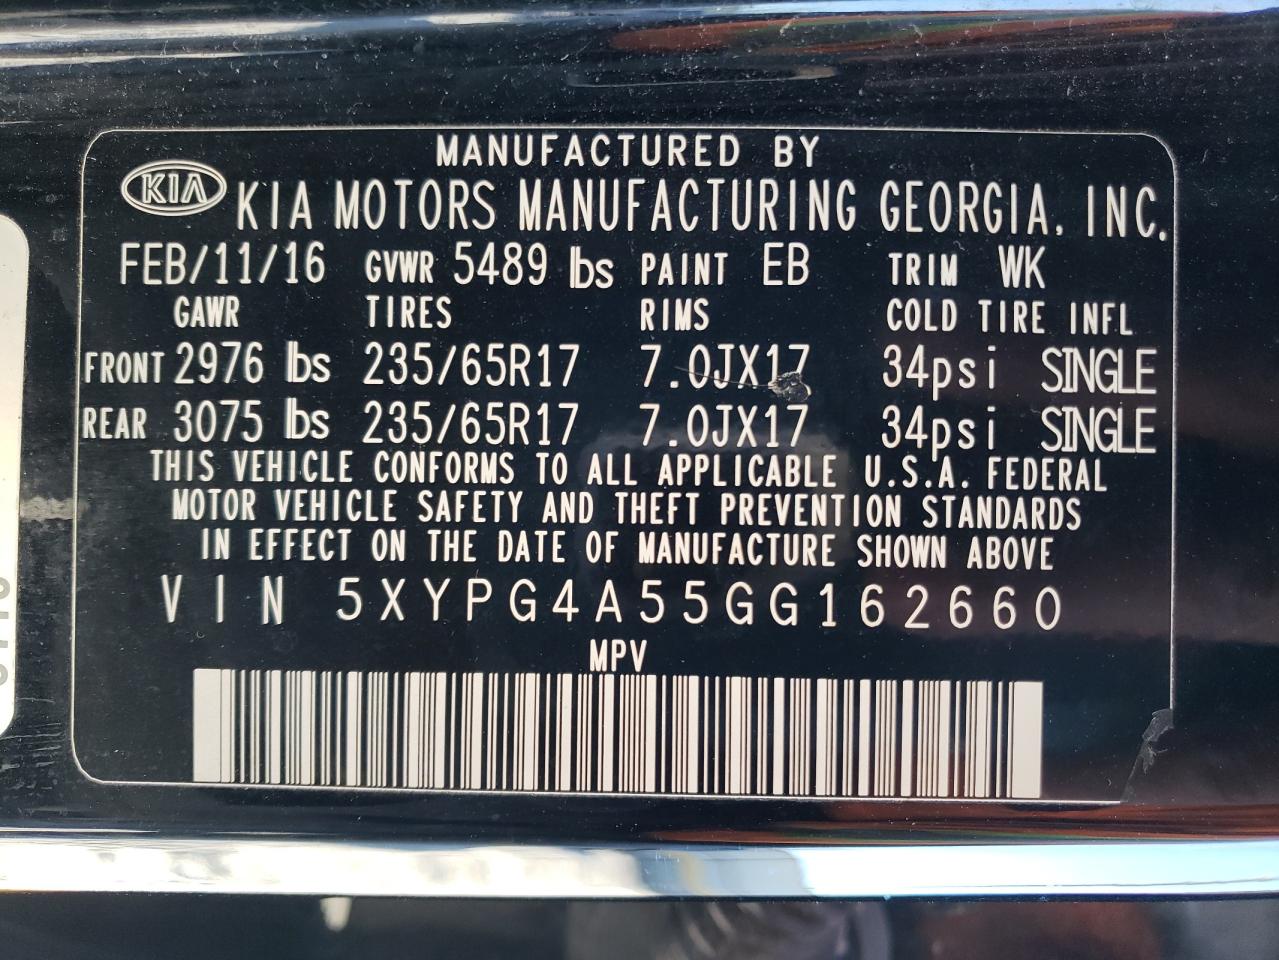 MANUFACTURED BY
KIA KIA MOTORS MANUFACTURING GEORGIA, INC.
FEB/11/16 GVWR 5489 lbs PAINT EB TRIM WK
GAWR TIRES RIMS COLD TIRE INFL
FRONT 2976 lbs 235/65R17 7.0JX17 34psi SINGLE
REAR 3075 lbs 235/65R17 7.0JX17 34psi SINGLE
THIS VEHICLE CONFORMS TO ALL APPLICABLE U.S.A. FEDERAL
MOTOR VEHICLE SAFETY AND THEFT PREVENTION STANDARDS
IN EFFECT ON THE DATE OF MANUFACTURE SHOWN ABOVE
VIN 5XYPG4A55GG162660
MPV